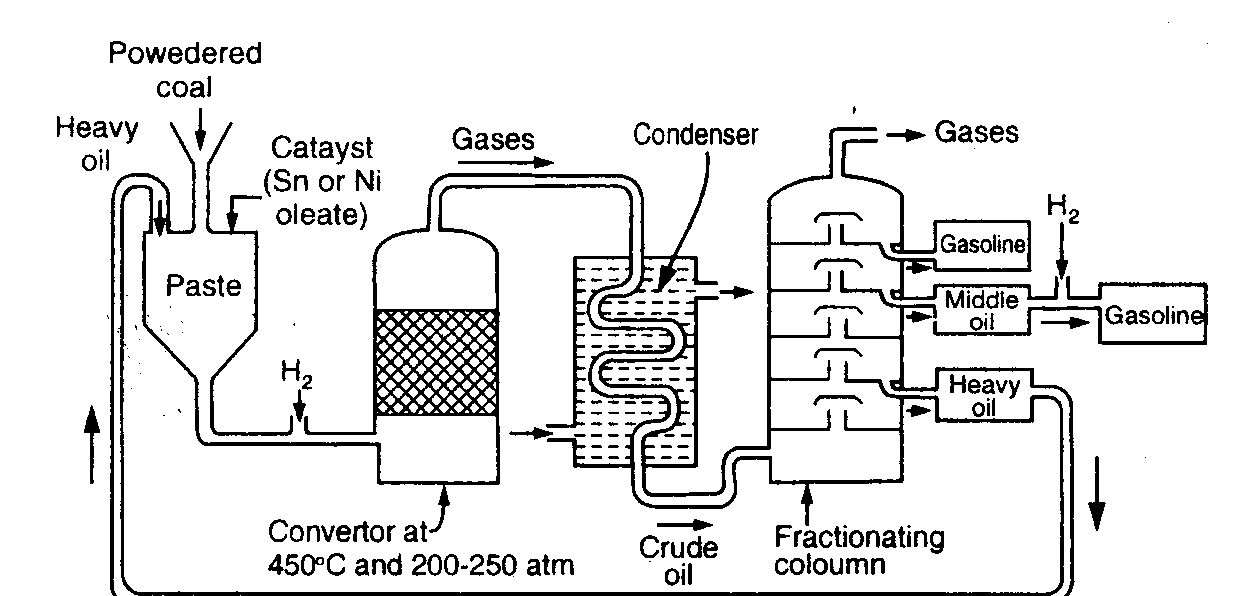 Powedered
coal
Heavy
oil
Catayst
(Sn or Ni
oleate)
Paste
H2
Gases
Condenser
Convertor at
450°C and 200-250 atm
Crude
oil
Fractionating
coloumn
Gases
Gasoline
H2
Middle
oil
Gasoline
Heavy
oil